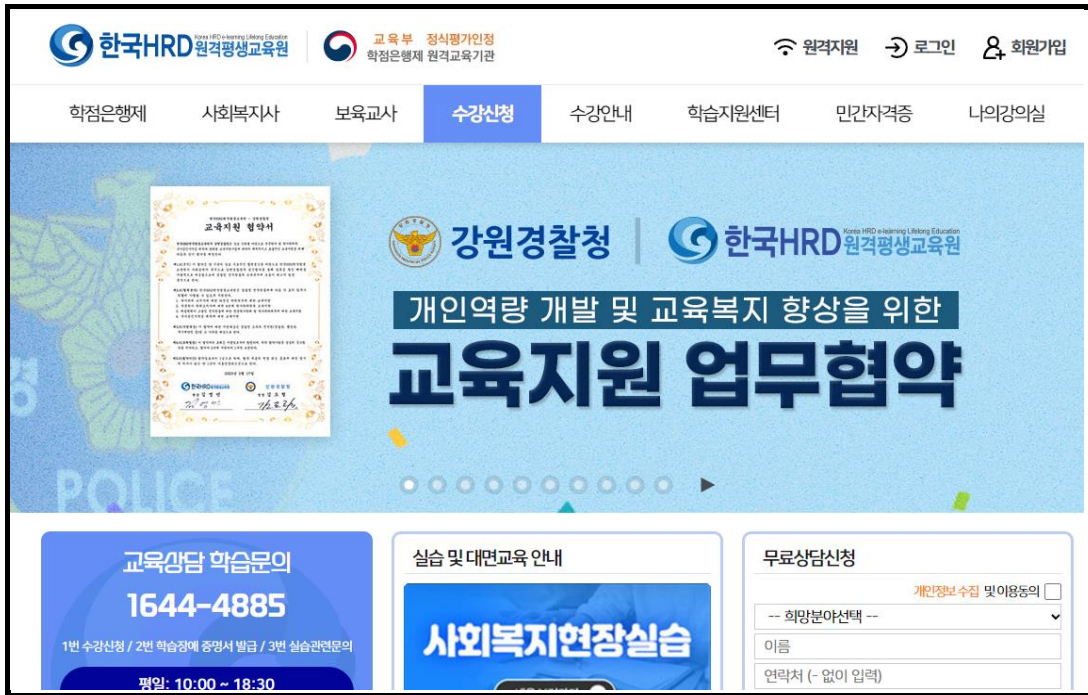 한국HRD 원격평생교육원
Korea HRD e-learning Lifelong Education
교육부 정식평가인정
학점은행제 원격교육기관
원격지원 로그인 회원가입
학점은행제 사회복지사 보육교사 수강신청 수강안내 학습지원센터 민간자격증 나의강의실
교육지원 협약서
강원경찰청
한국HRD 원격평생교육원
Korea HRD e-learning Lifelong Education
개인역량 개발 및 교육복지 향상을 위한
교육지원 업무협약
POLICE
교육상담 학습문의
1644-4885
1번 수강신청 / 2번 학습장애 증명서 발급 / 3번 실습관련문의
평일: 10:00 ~ 18:30
실습 및 대면교육 안내
사회복지현장실습
무료상담신청
개인정보 수집 및 이용동의
-- 희망분야선택 --
이름
연락처 (- 없이 입력)